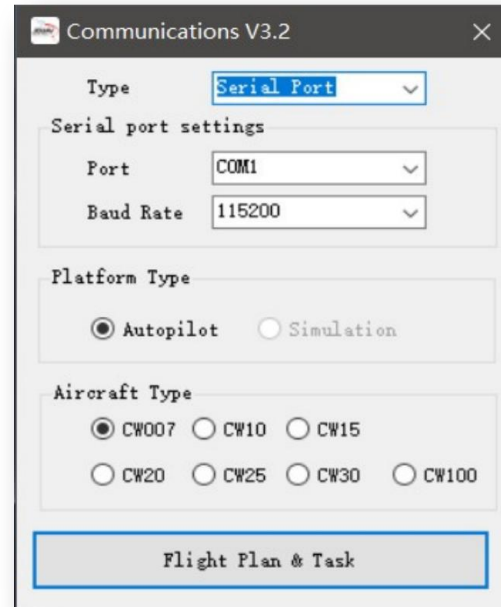 Communications V3.2
Type Serial Port
Serial port settings
Port COM1
Baud Rate 115200
Platform Type
Autopilot Simulation
Aircraft Type
CW007 CW10 CW15
CW20 CW25 CW30 CW100
Flight Plan & Task